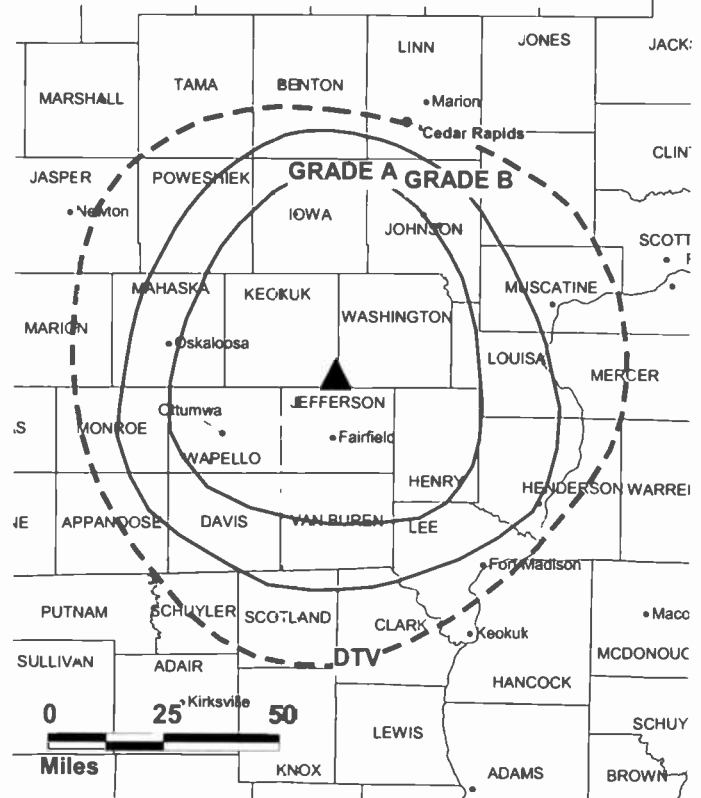 LINN
JONES
JACK
TAMA
BENTON
MARSHALL
Marion
Cedar Rapids
CLIN
JASPER
POWESHIEK
GRADE A
GRADE B
Newton
IOWA
JOHNSON
SCOTT
MAHASKA
KEOKUK
MUSCATINE
WASHINGTON
MARION
Oskaloosa
LOUISA
MERCER
JEFFERSON
Ottumwa
MONROE
Fairfield
WAPELLO
HENRY
HENDERSON
WARRE
NE
APPANOOSE
DAVIS
VAN BUREN
LEE
Fort Madison
PUTNAM
SCHUYLER
SCOTLAND
CLARK
Keokuk
Maco
DTV
SULLIVAN
ADAIR
MCDONOUG
HANCOCK
Kirksville
0 25 50
Miles
LEWIS
SCHUY
KNOX
ADAMS
BROWN